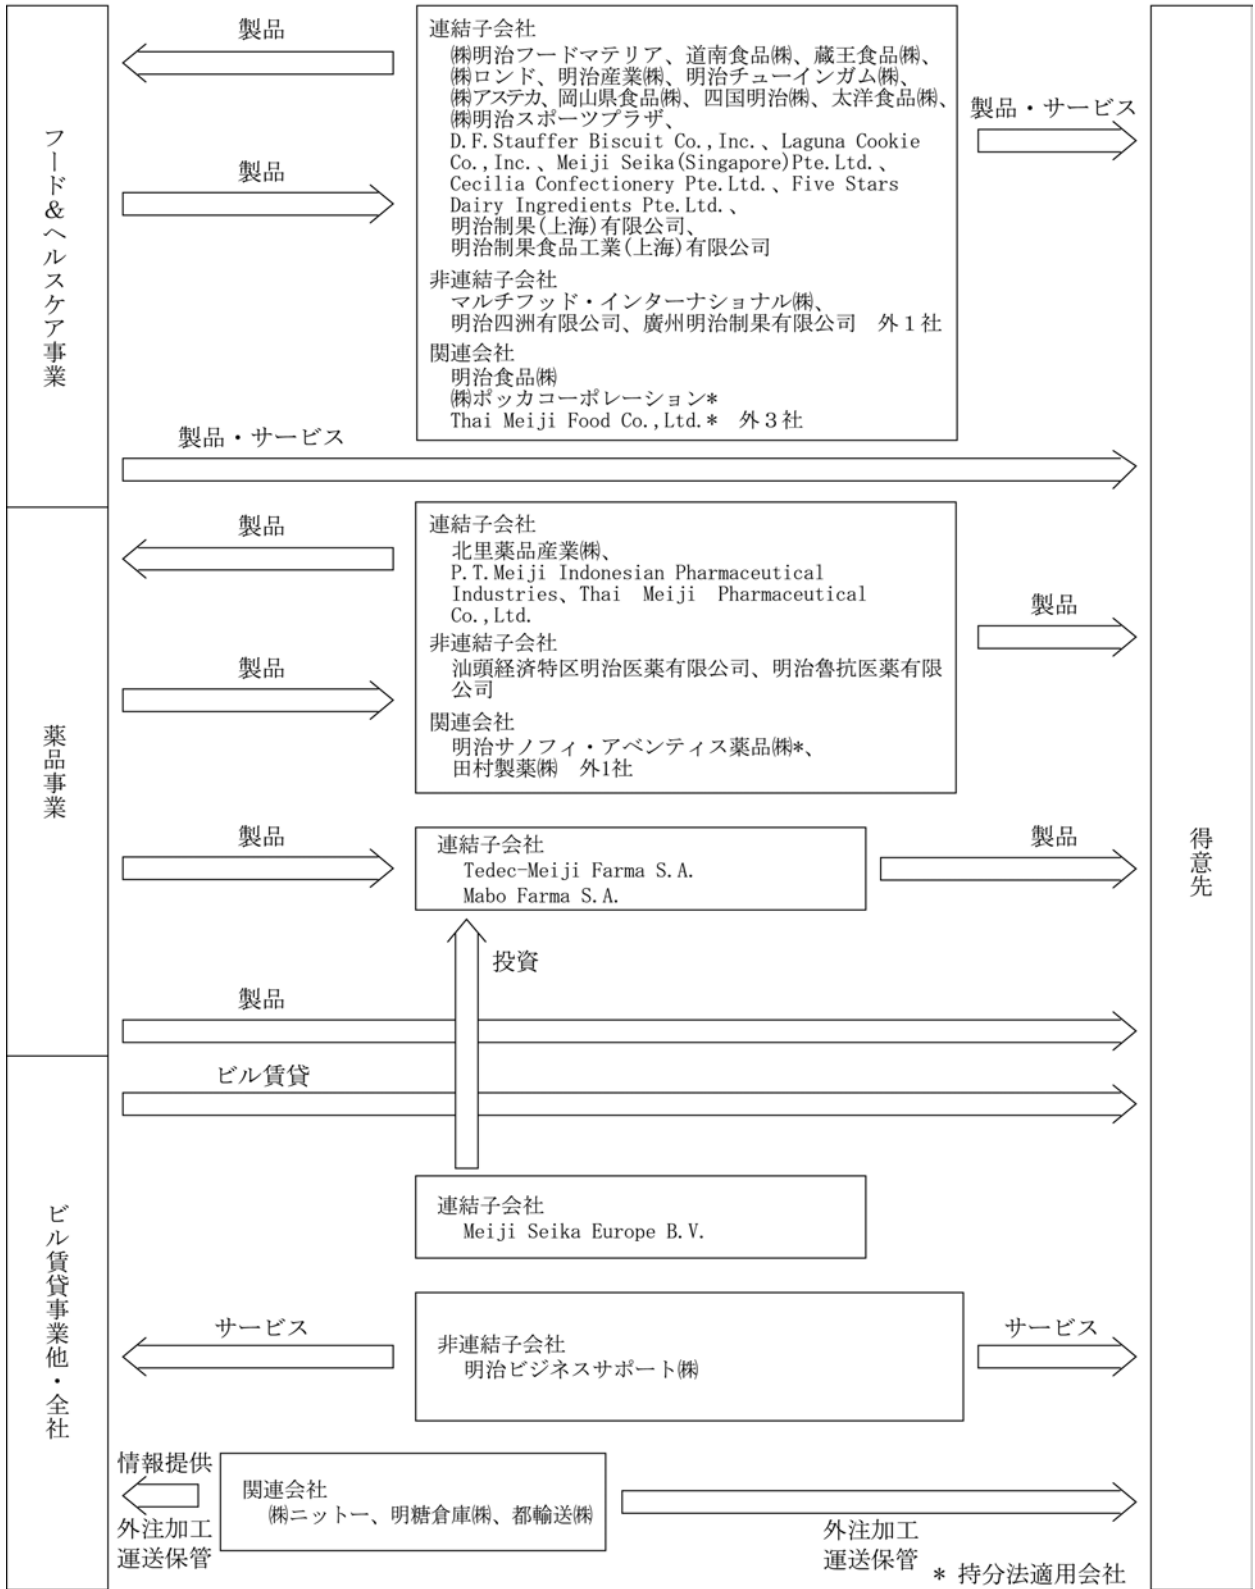 フード＆ヘルスケア事業
製品
製品
連結子会社
㈱明治フードマテリア、道南食品㈱、蔵王食品㈱、
㈱ロンド、明治産業㈱、明治チューインガム㈱、
㈱アステカ、岡山県食品㈱、四国明治㈱、太洋食品㈱、
㈱明治スポーツプラザ、
D.F.Stauffer Biscuit Co.,Inc.、Laguna Cookie
Co.,Inc.、Meiji Seika(Singapore)Pte.Ltd.、
Cecilia Confectionery Pte.Ltd.、Five Stars
Dairy Ingredients Pte.Ltd.、
明治制果(上海)有限公司、
明治制果食品工業(上海)有限公司
非連結子会社
マルチフッド・インターナショナル㈱、
明治四洲有限公司、廣州明治制果有限公司　外１社
関連会社
明治食品㈱
㈱ポッカコーポレーション*
Thai Meiji Food Co.,Ltd.*　外３社
製品・サービス
製品・サービス
薬品事業
製品
製品
連結子会社
北里薬品産業㈱、
P.T.Meiji Indonesian Pharmaceutical
Industries、Thai Meiji Pharmaceutical
Co.,Ltd.
非連結子会社
汕頭経済特区明治医薬有限公司、明治魯抗医薬有限
公司
関連会社
明治サノフィ・アベンティス薬品㈱*、
田村製薬㈱　外1社
製品
製品
連結子会社
Tedec-Meiji Farma S.A.
Mabo Farma S.A.
製品
投資
製品
得意先
ビル賃貸事業他・全社
ビル賃貸
連結子会社
Meiji Seika Europe B.V.
サービス
非連結子会社
明治ビジネスサポート㈱
サービス
情報提供
外注加工
運送保管
関連会社
㈱ニットー、明糖倉庫㈱、都輸送㈱
外注加工
運送保管
* 持分法適用会社